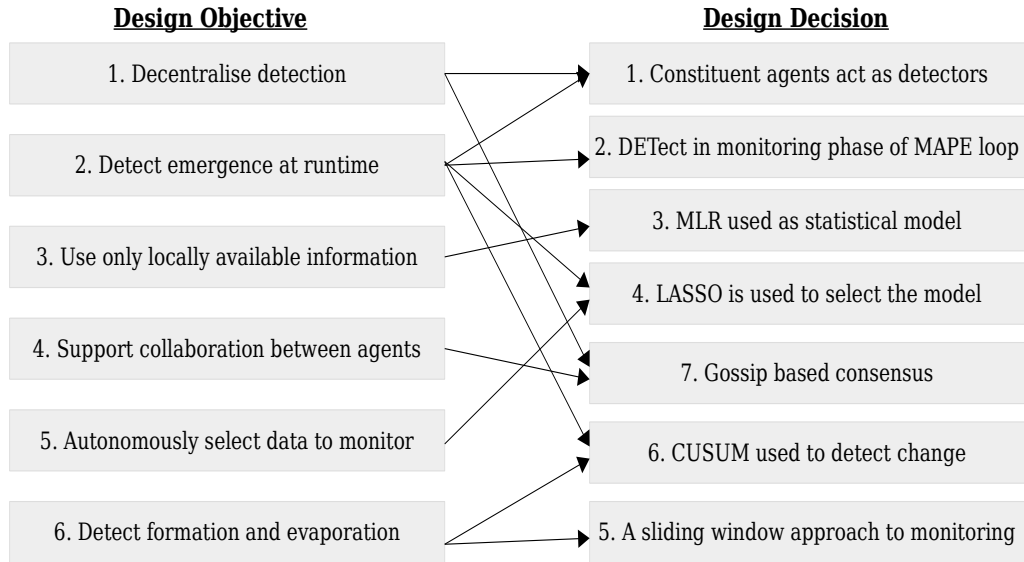 Design Objective
1. Decentralise detection
2. Detect emergence at runtime
3. Use only locally available information
4. Support collaboration between agents
5. Autonomously select data to monitor
6. Detect formation and evaporation
Design Decision
1. Constituent agents act as detectors
2. DETect in monitoring phase of MAPE loop
3. MLR used as statistical model
4. LASSO is used to select the model
7. Gossip based consensus
6. CUSUM used to detect change
5. A sliding window approach to monitoring